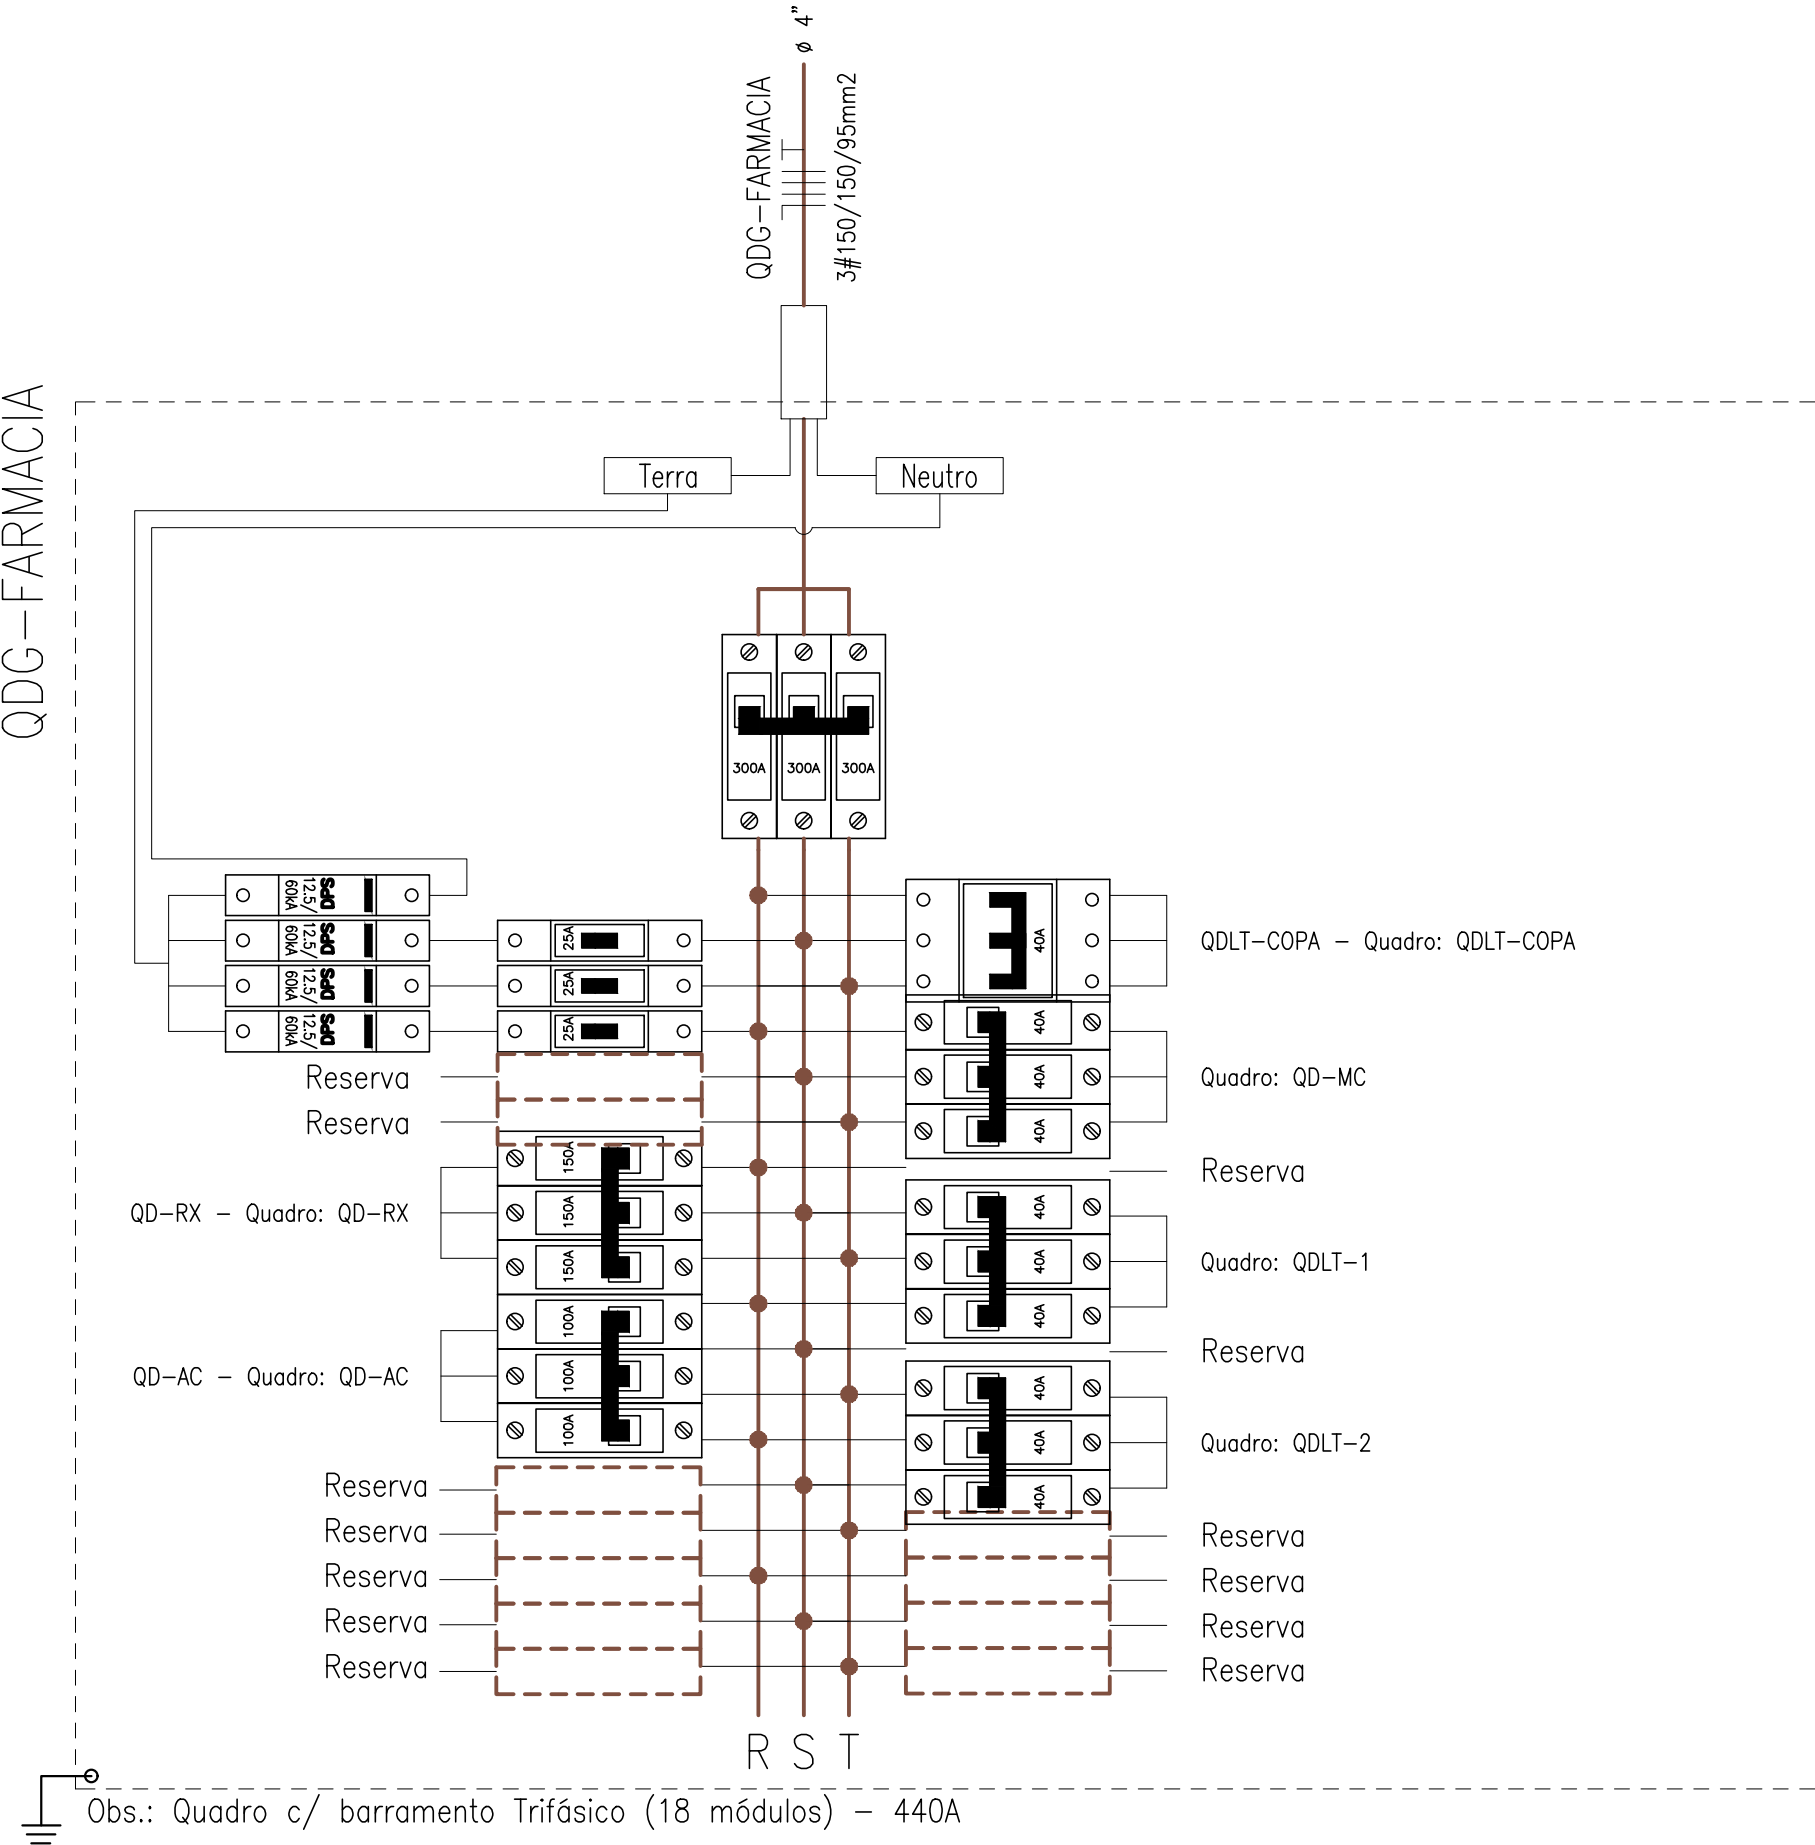 ø 4"
QDG-FARMACIA
3#150/150/95mm2
QDG-FARMACIA
Terra
Neutro
300A
300A
300A
DPS
12.5/
60kA
DPS
12.5/
60kA
DPS
12.5/
60kA
DPS
12.5/
60kA
25A
25A
25A
40A
QDLT-COPA - Quadro: QDLT-COPA
40A
40A
40A
Quadro: QD-MC
Reserva
Reserva
Reserva
150A
150A
150A
QD-RX - Quadro: QD-RX
40A
40A
40A
Quadro: QDLT-1
100A
100A
100A
QD-AC - Quadro: QD-AC
Reserva
40A
40A
40A
Quadro: QDLT-2
Reserva
Reserva
Reserva
Reserva
Reserva
Reserva
Reserva
Reserva
Reserva
R S T
Obs.: Quadro c/ barramento Trifásico (18 módulos) - 440A